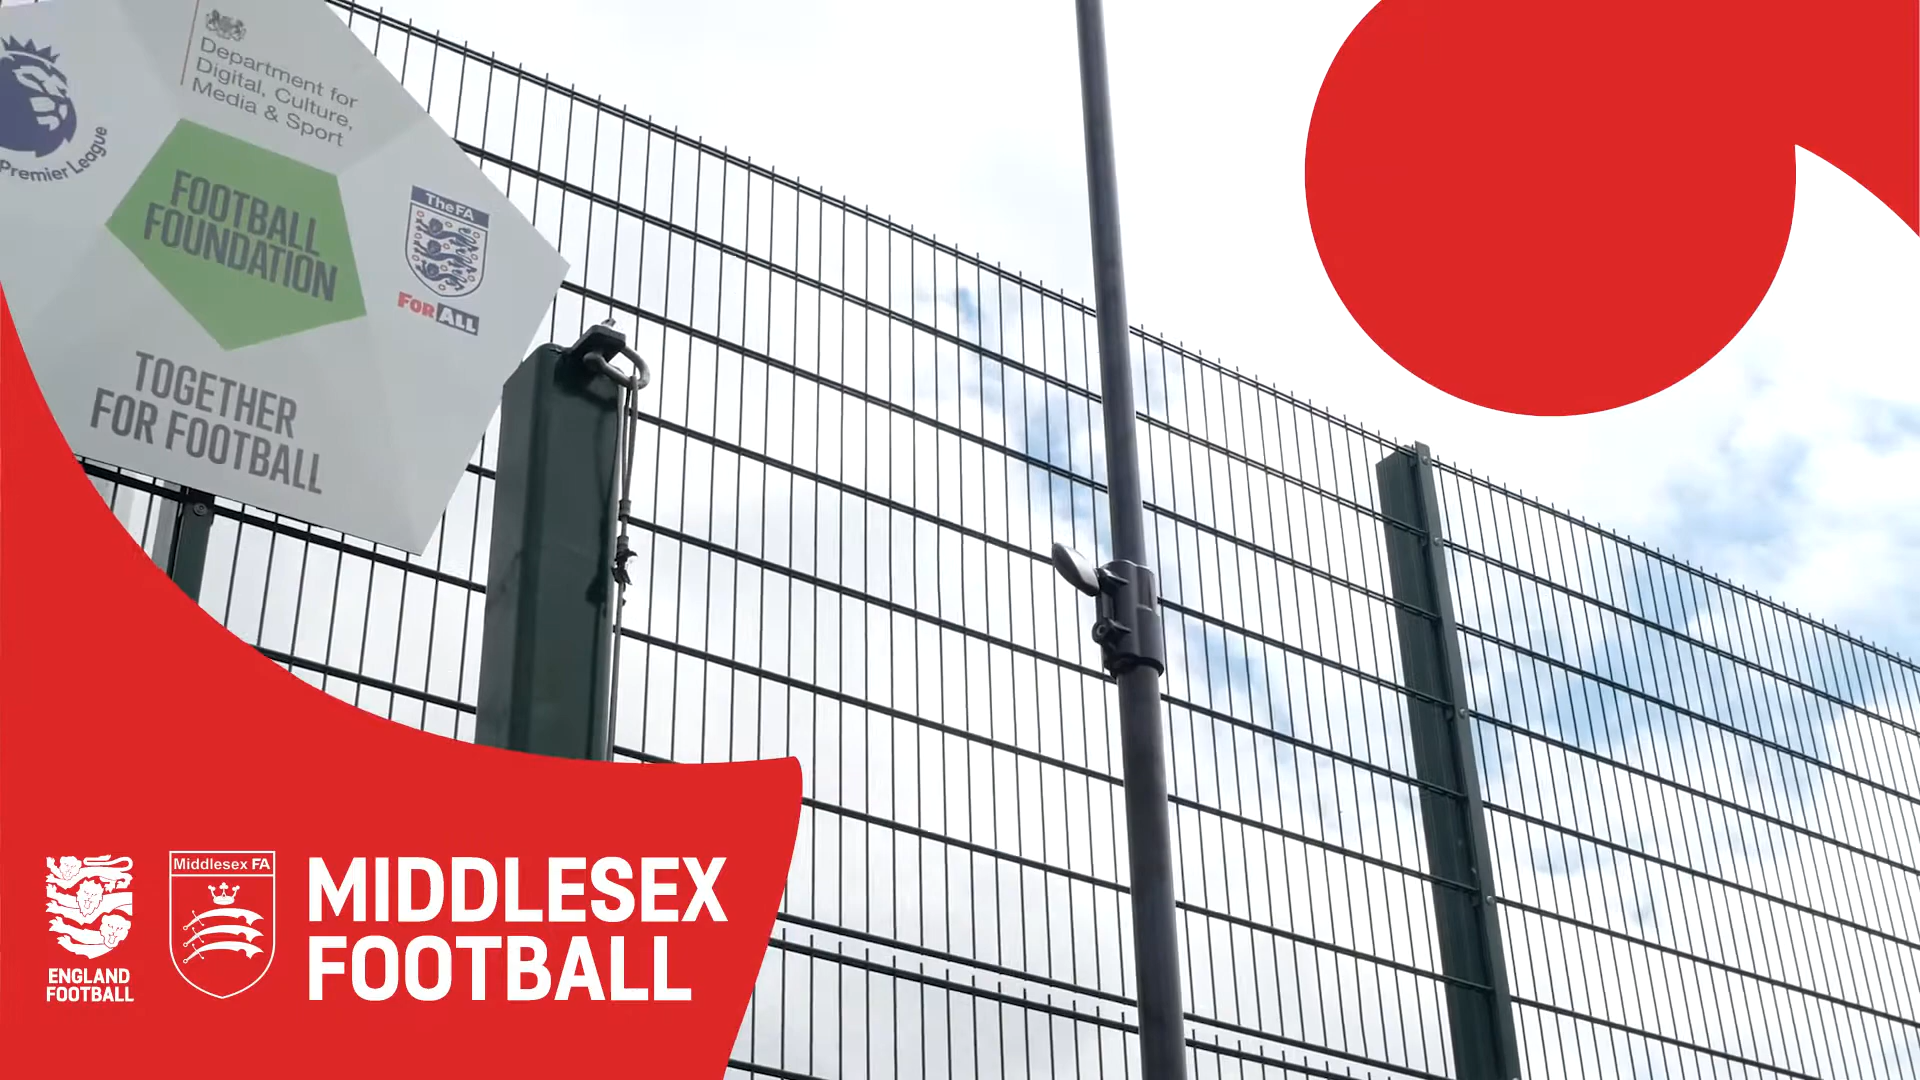 Department for
Digital, Culture,
Media & Sport
Premier League
FOOTBALL
FOUNDATION
The FA
FOR ALL
TOGETHER
FOR FOOTBALL
Middlesex FA
MIDDLESEX
FOOTBALL
ENGLAND
FOOTBALL